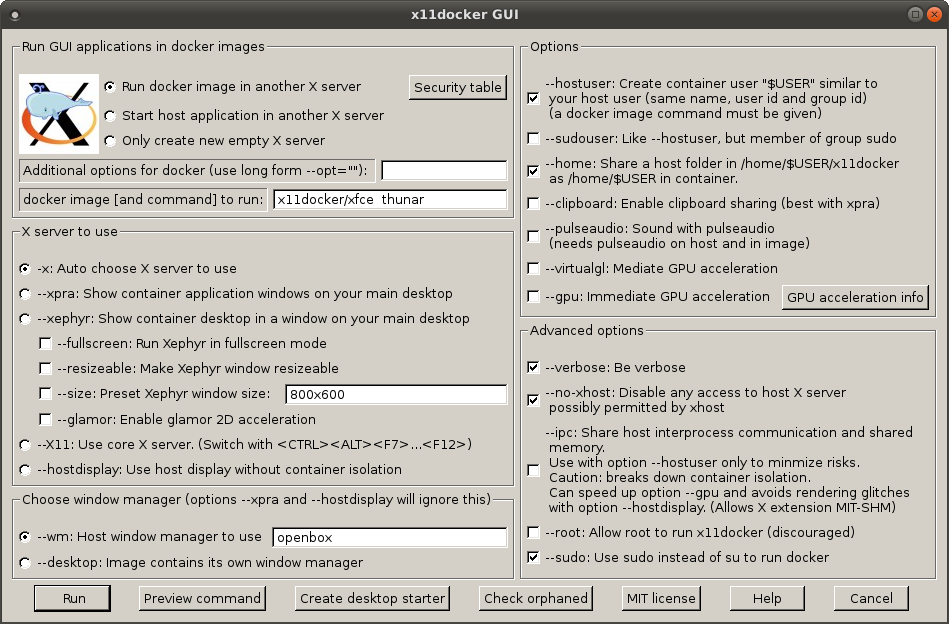 x11docker GUI
Run GUI applications in docker images
Run docker image in another X server
Security table
Start host application in another X server
Only create new empty X server
Additional options for docker (use long form --opt=""):
docker image [and command] to run:
x11docker/xfce thunar
X server to use
-x: Auto choose X server to use
--xpra: Show container application windows on your main desktop
--xephyr: Show container desktop in a window on your main desktop
--fullscreen: Run Xephyr in fullscreen mode
--resizeable: Make Xephyr window resizeable
--size: Preset Xephyr window size:
800x600
--glamor: Enable glamor 2D acceleration
--X11: Use core X server. (Switch with <CTRL><ALT><F7>...<F12>)
--hostdisplay: Use host display without container isolation
Choose window manager (options --xpra and --hostdisplay will ignore this)
--wm: Host window manager to use
openbox
--desktop: Image contains its own window manager
Options
--hostuser: Create container user "$USER" similar to
your host user (same name, user id and group id)
(a docker image command must be given)
--sudouser: Like --hostuser, but member of group sudo
--home: Share a host folder in /home/$USER/x11docker
as /home/$USER in container.
--clipboard: Enable clipboard sharing (best with xpra)
--pulseaudio: Sound with pulseaudio
(needs pulseaudio on host and in image)
--virtualgl: Mediate GPU acceleration
--gpu: Immediate GPU acceleration
GPU acceleration info
Advanced options
--verbose: Be verbose
--no-xhost: Disable any access to host X server
possibly permitted by xhost
--ipc: Share host interprocess communication and shared
memory.
Use with option --hostuser only to minmize risks.
Caution: breaks down container isolation.
Can speed up option --gpu and avoids rendering glitches
with option --hostdisplay. (Allows X extension MIT-SHM)
--root: Allow root to run x11docker (discouraged)
--sudo: Use sudo instead of su to run docker
Run
Preview command
Create desktop starter
Check orphaned
MIT license
Help
Cancel